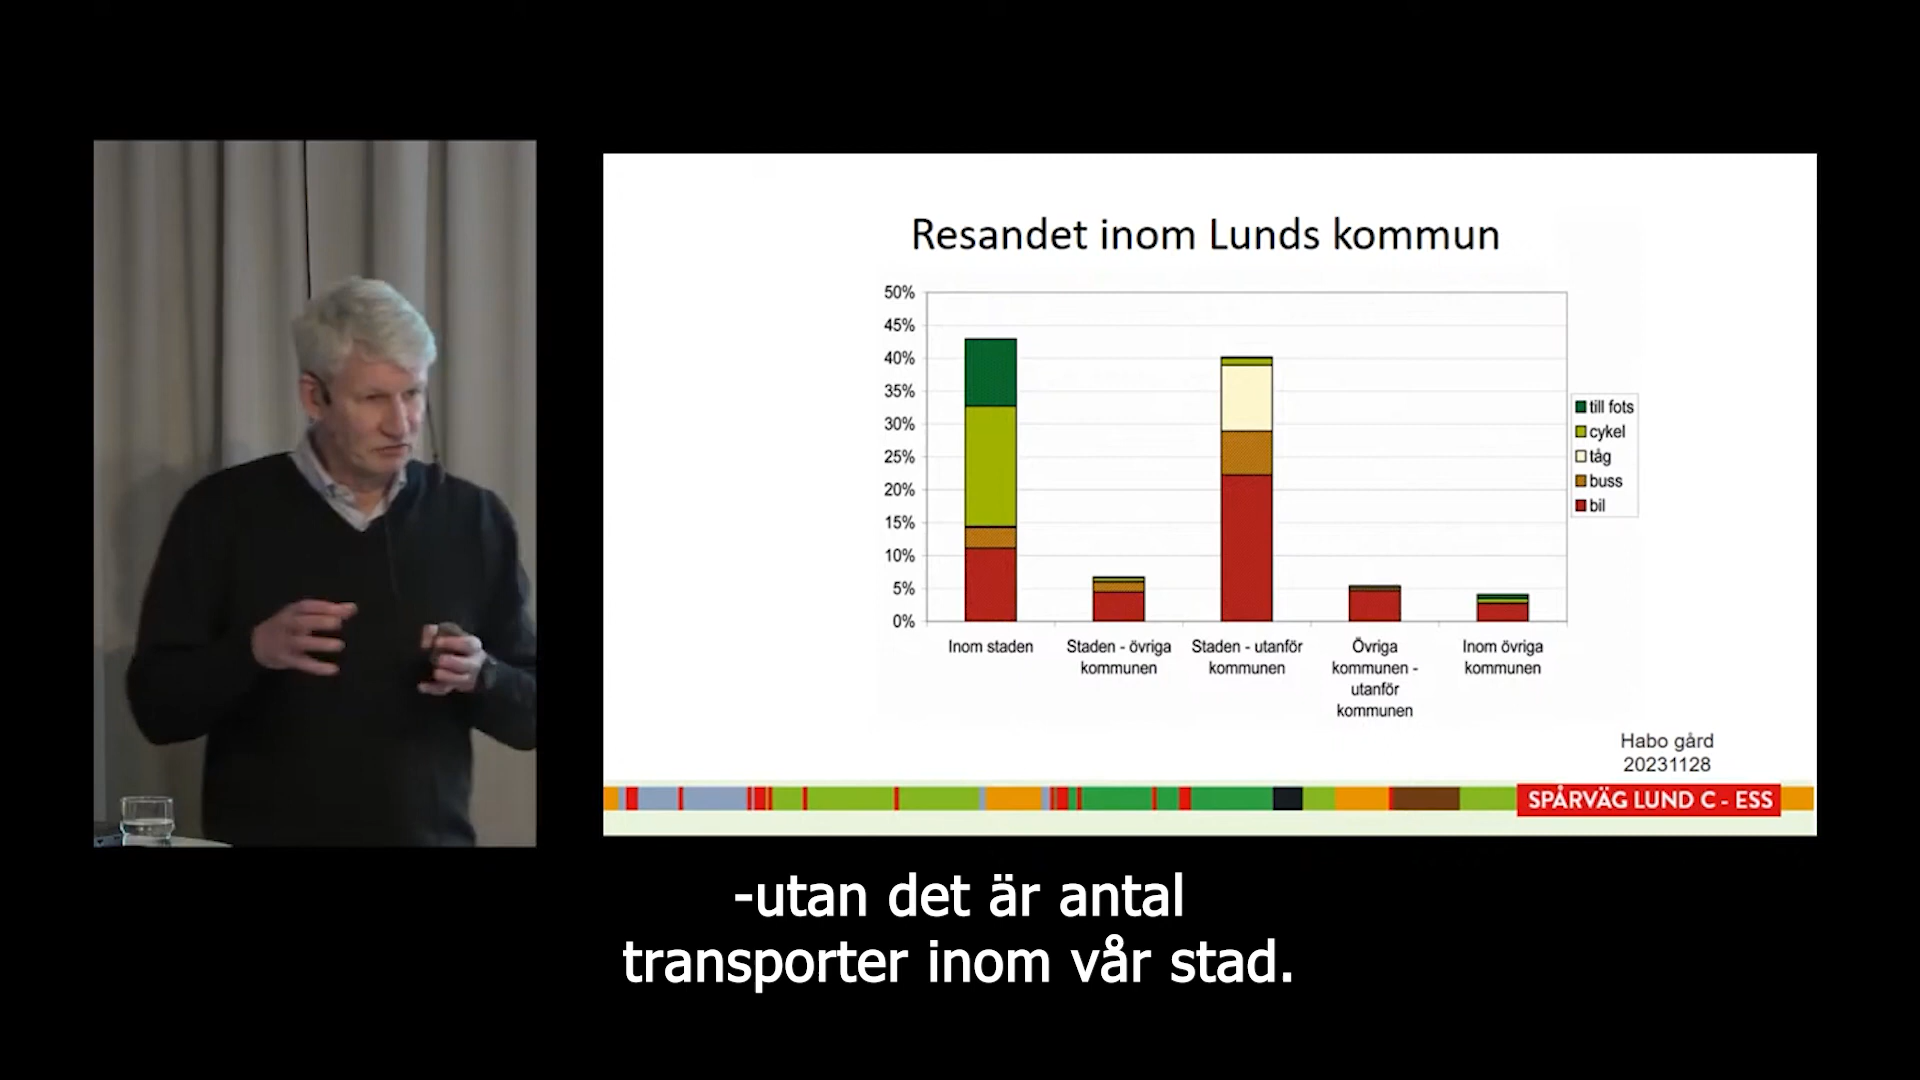 Resandet inom Lunds kommun
50%
45%
40%
35%
30%
25%
20%
15%
10%
5%
0%
till fots
cykel
tåg
buss
bil
Inom staden
Staden - övriga
kommunen
Staden - utanför
kommunen
Övriga
kommunen -
utanför
kommunen
Inom övriga
kommunen
Habo gård
20231128
SPÅRVÄG LUND C - ESS
-utan det är antal
transporter inom vår stad.